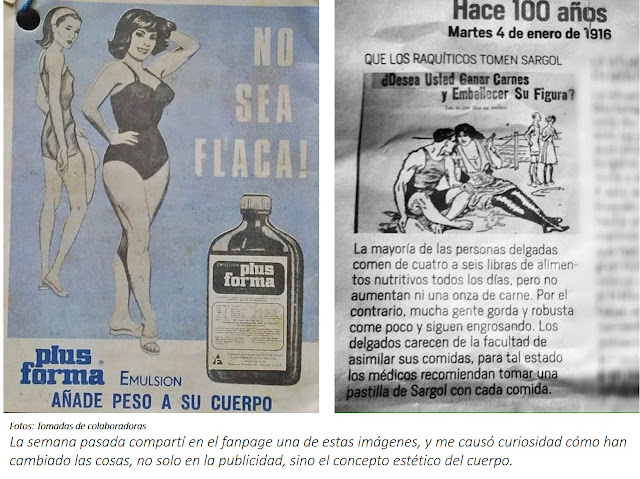 NO
SEA
FLACA!
plus
forma
plus
forma EMULSION
AÑADE PESO A SU CUERPO
Hace 100 años
Martes 4 de enero de 1916
QUE LOS RAQUÍTICOS TOMEN SARGOL
¿Desea Usted Ganar Carnes
y Embellecer Su Figura?
La mayoría de las personas delgadas
comen de cuatro a seis libras de alimen-
tos nutritivos todos los días, pero no
aumentan ni una onza de carne. Por el
contrario, mucha gente gorda y robusta
come poco y siguen engrosando. Los
delgados carecen de la facultad de
asimilar sus comidas, para tal estado
los médicos recomiendan tomar una
pastilla de Sargol con cada comida.
Fotos: Tomadas de colaboradoras
La semana pasada compartí en el fanpage una de estas imágenes, y me causó curiosidad cómo han
cambiado las cosas, no solo en la publicidad, sino el concepto estético del cuerpo.